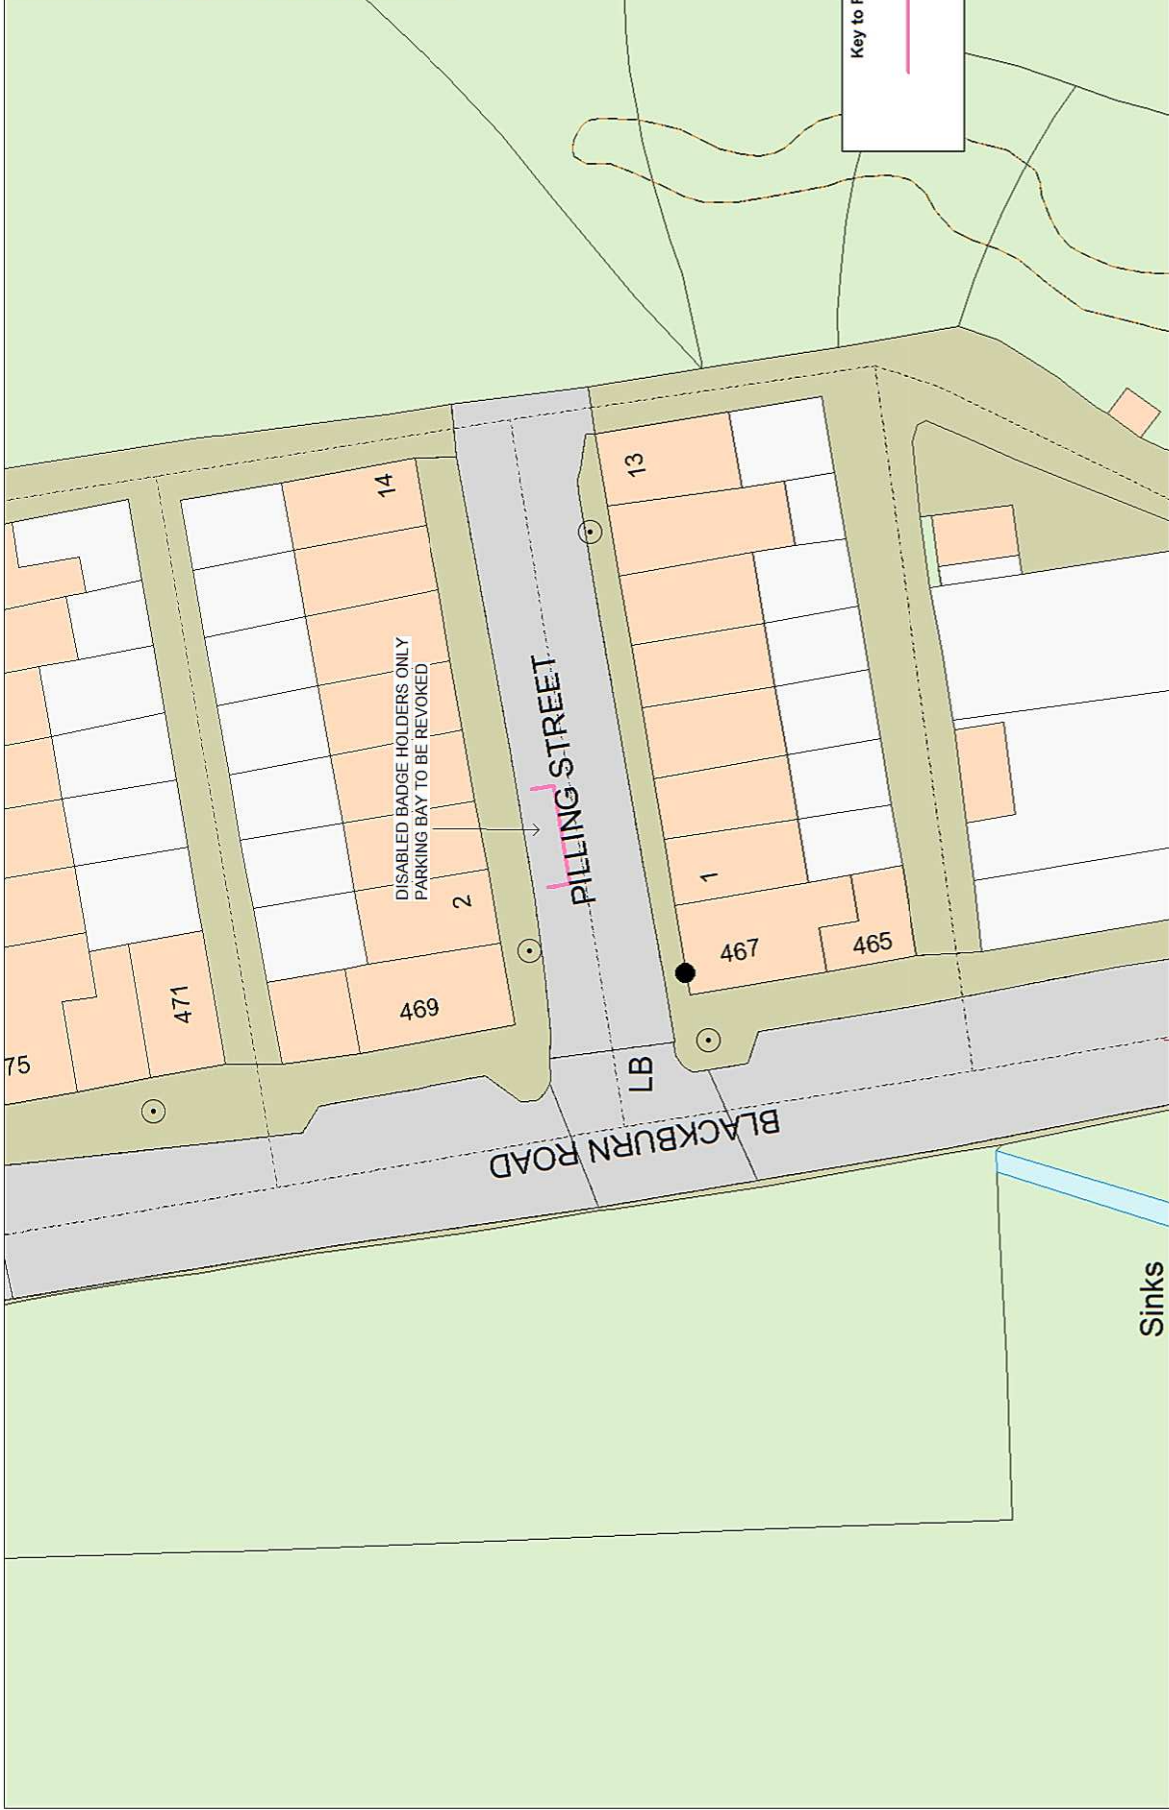 Key to
14
13
DISABLED BADGE HOLDERS ONLY
PARKING BAY TO BE REVOKED
PILLING STREET
2
1
471
469
467
465
75
LB
BLACKBURN ROAD
Sinks